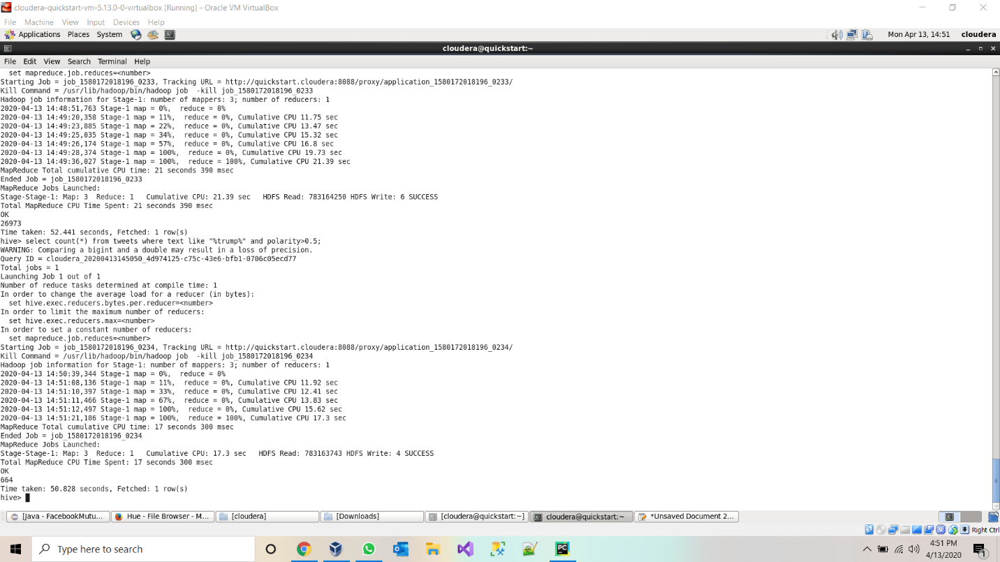 cloudera-quickstart-vm-5.13.0-0-virtualbox [Running] - Oracle VM VirtualBox
File Machine View Input Devices Help
Applications Places System Mon Apr 13, 14:51 cloudera
cloudera@quickstart:~
File Edit View Search Terminal Help
  set mapreduce.job.reduces=<number>
Starting Job = job_1580172018196_0233, Tracking URL = http://quickstart.cloudera:8088/proxy/application_1580172018196_0233/
Kill Command = /usr/lib/hadoop/bin/hadoop job  -kill job_1580172018196_0233
Hadoop job information for Stage-1: number of mappers: 3; number of reducers: 1
2020-04-13 14:48:51,763 Stage-1 map = 0%,  reduce = 0%
2020-04-13 14:49:20,358 Stage-1 map = 11%,  reduce = 0%, Cumulative CPU 11.75 sec
2020-04-13 14:49:23,885 Stage-1 map = 22%,  reduce = 0%, Cumulative CPU 13.47 sec
2020-04-13 14:49:25,035 Stage-1 map = 34%,  reduce = 0%, Cumulative CPU 15.32 sec
2020-04-13 14:49:26,174 Stage-1 map = 57%,  reduce = 0%, Cumulative CPU 16.8 sec
2020-04-13 14:49:28,374 Stage-1 map = 100%,  reduce = 0%, Cumulative CPU 19.73 sec
2020-04-13 14:49:36,027 Stage-1 map = 100%,  reduce = 100%, Cumulative CPU 21.39 sec
MapReduce Total cumulative CPU time: 21 seconds 390 msec
Ended Job = job_1580172018196_0233
MapReduce Jobs Launched:
Stage-Stage-1: Map: 3  Reduce: 1   Cumulative CPU: 21.39 sec   HDFS Read: 783164250 HDFS Write: 6 SUCCESS
Total MapReduce CPU Time Spent: 21 seconds 390 msec
OK
26973
Time taken: 52.441 seconds, Fetched: 1 row(s)
hive> select count(*) from tweets where text like "%trump%" and polarity>0.5;
WARNING: Comparing a bigint and a double may result in a loss of precision.
Query ID = cloudera_20200413145050_4d974125-c75c-43e6-bfb1-0706c05ecd77
Total jobs = 1
Launching Job 1 out of 1
Number of reduce tasks determined at compile time: 1
In order to change the average load for a reducer (in bytes):
  set hive.exec.reducers.bytes.per.reducer=<number>
In order to limit the maximum number of reducers:
  set hive.exec.reducers.max=<number>
In order to set a constant number of reducers:
  set mapreduce.job.reduces=<number>
Starting Job = job_1580172018196_0234, Tracking URL = http://quickstart.cloudera:8088/proxy/application_1580172018196_0234/
Kill Command = /usr/lib/hadoop/bin/hadoop job  -kill job_1580172018196_0234
Hadoop job information for Stage-1: number of mappers: 3; number of reducers: 1
2020-04-13 14:50:39,344 Stage-1 map = 0%,  reduce = 0%
2020-04-13 14:51:08,136 Stage-1 map = 11%,  reduce = 0%, Cumulative CPU 11.92 sec
2020-04-13 14:51:10,397 Stage-1 map = 33%,  reduce = 0%, Cumulative CPU 12.41 sec
2020-04-13 14:51:11,466 Stage-1 map = 67%,  reduce = 0%, Cumulative CPU 13.83 sec
2020-04-13 14:51:12,497 Stage-1 map = 100%,  reduce = 0%, Cumulative CPU 15.62 sec
2020-04-13 14:51:21,186 Stage-1 map = 100%,  reduce = 100%, Cumulative CPU 17.3 sec
MapReduce Total cumulative CPU time: 17 seconds 300 msec
Ended Job = job_1580172018196_0234
MapReduce Jobs Launched:
Stage-Stage-1: Map: 3  Reduce: 1   Cumulative CPU: 17.3 sec   HDFS Read: 783163743 HDFS Write: 4 SUCCESS
Total MapReduce CPU Time Spent: 17 seconds 300 msec
OK
664
Time taken: 50.828 seconds, Fetched: 1 row(s)
hive>
[Java - FacebookMutu... Hue - File Browser - M... [cloudera] [Downloads] [cloudera@quickstart:~] cloudera@quickstart:~ *Unsaved Document 2...
Right Ctrl
Type here to search PC 4:51 PM
4/13/2020 1